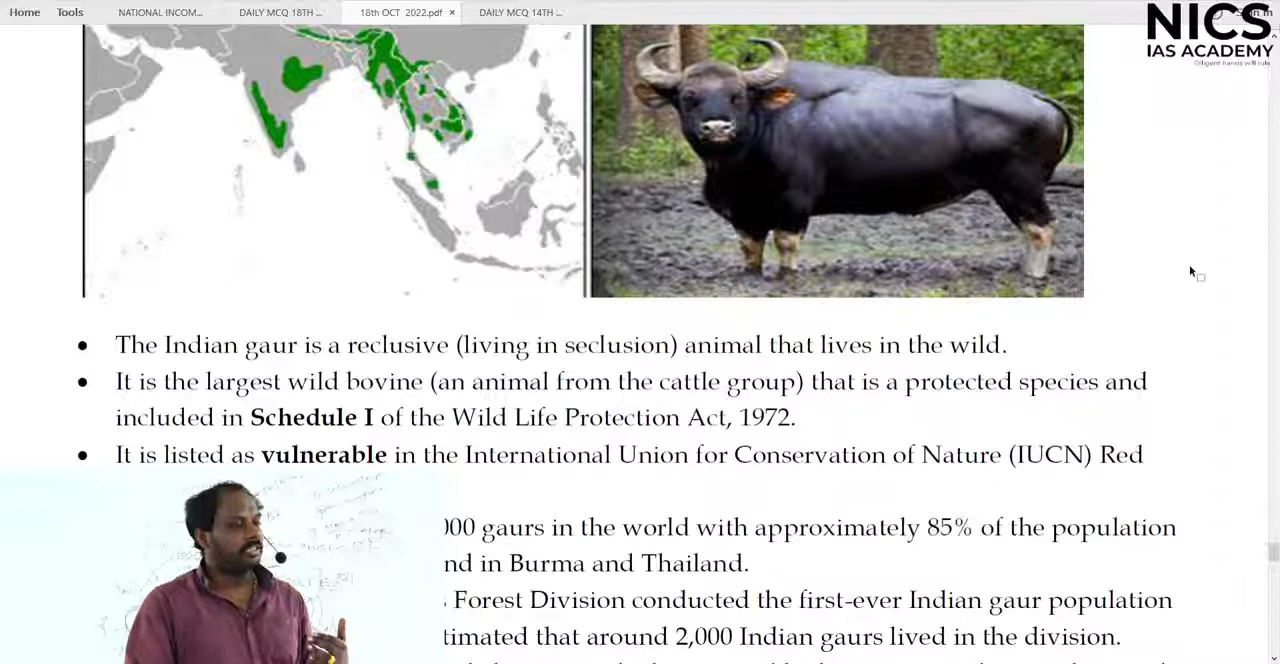 Home Tools NATIONAL INCOM... DAILY MCQ 18TH ... 18th OCT 2022.pdf × DAILY MCQ 14TH ...
NICS
IAS ACADEMY
Diligent hands will rule
The Indian gaur is a reclusive (living in seclusion) animal that lives in the wild.
It is the largest wild bovine (an animal from the cattle group) that is a protected species and
included in Schedule I of the Wild Life Protection Act, 1972.
It is listed as vulnerable in the International Union for Conservation of Nature (IUCN) Red
000 gaurs in the world with approximately 85% of the population
nd in Burma and Thailand.
Forest Division conducted the first-ever Indian gaur population
timated that around 2,000 Indian gaurs lived in the division.